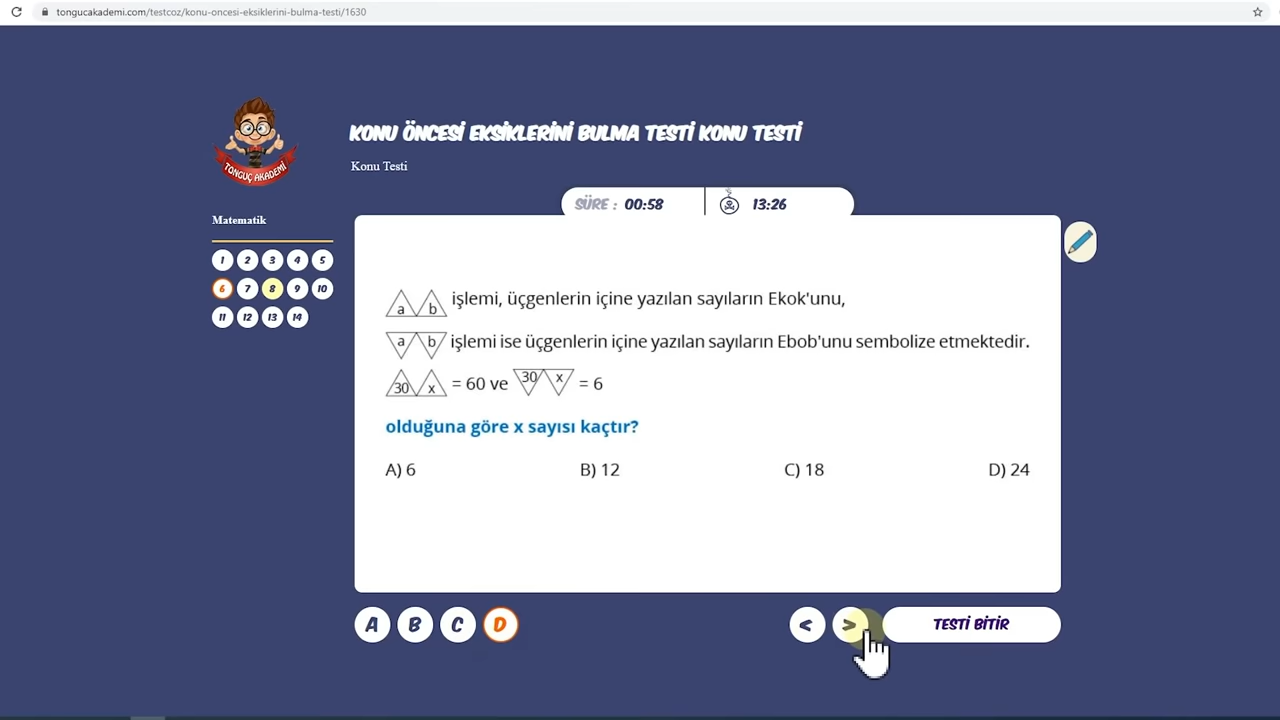 tongucakademi.com/testcoz/konu-oncesi-eksiklerini-bulma-testi/1630
KONU ÖNCESİ EKSİKLERİNİ BULMA TESTİ KONU TESTİ
TONGUÇ AKADEMİ
Konu Testi
SÜRE : 00:58 13:26
Matematik
1 2 3 4 5
6 7 8 9 10
11 12 13 14
a b işlemi, üçgenlerin içine yazılan sayıların Ekok'unu,
a b işlemi ise üçgenlerin içine yazılan sayıların Ebob'unu sembolize etmektedir.
30 x = 60 ve 30 x = 6
olduğuna göre x sayısı kaçtır?
A) 6 B) 12 C) 18 D) 24
A B C D < > TESTİ BİTİR